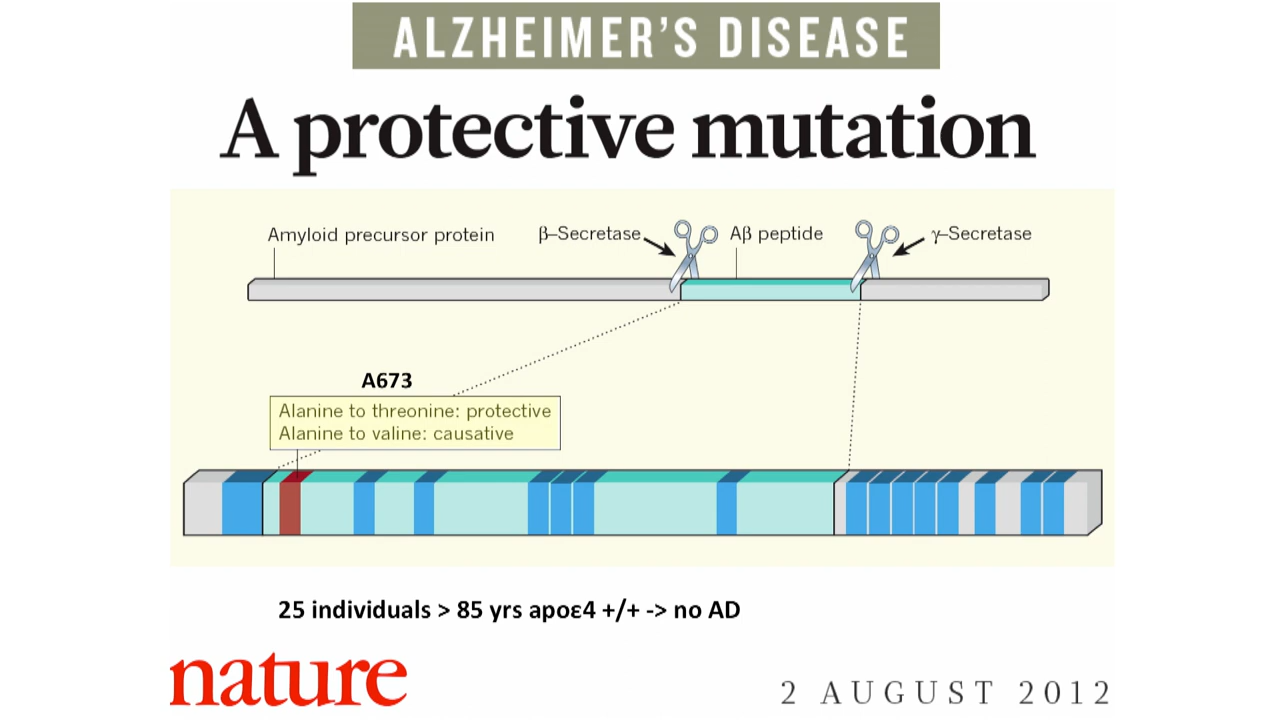 ALZHEIMER'S DISEASE
A protective mutation
Amyloid precursor protein
β–Secretase
Aβ peptide
γ–Secretase
A673
Alanine to threonine: protective
Alanine to valine: causative
25 individuals > 85 yrs apoε4 +/+ -> no AD
nature
2 AUGUST 2012